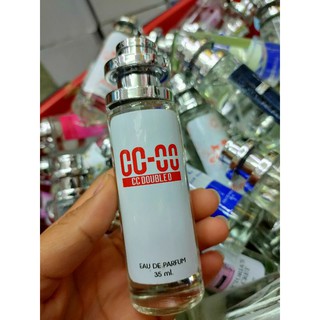 CC-OO
CC DOUBLE O
EAU DE PARFUM
35 ml.